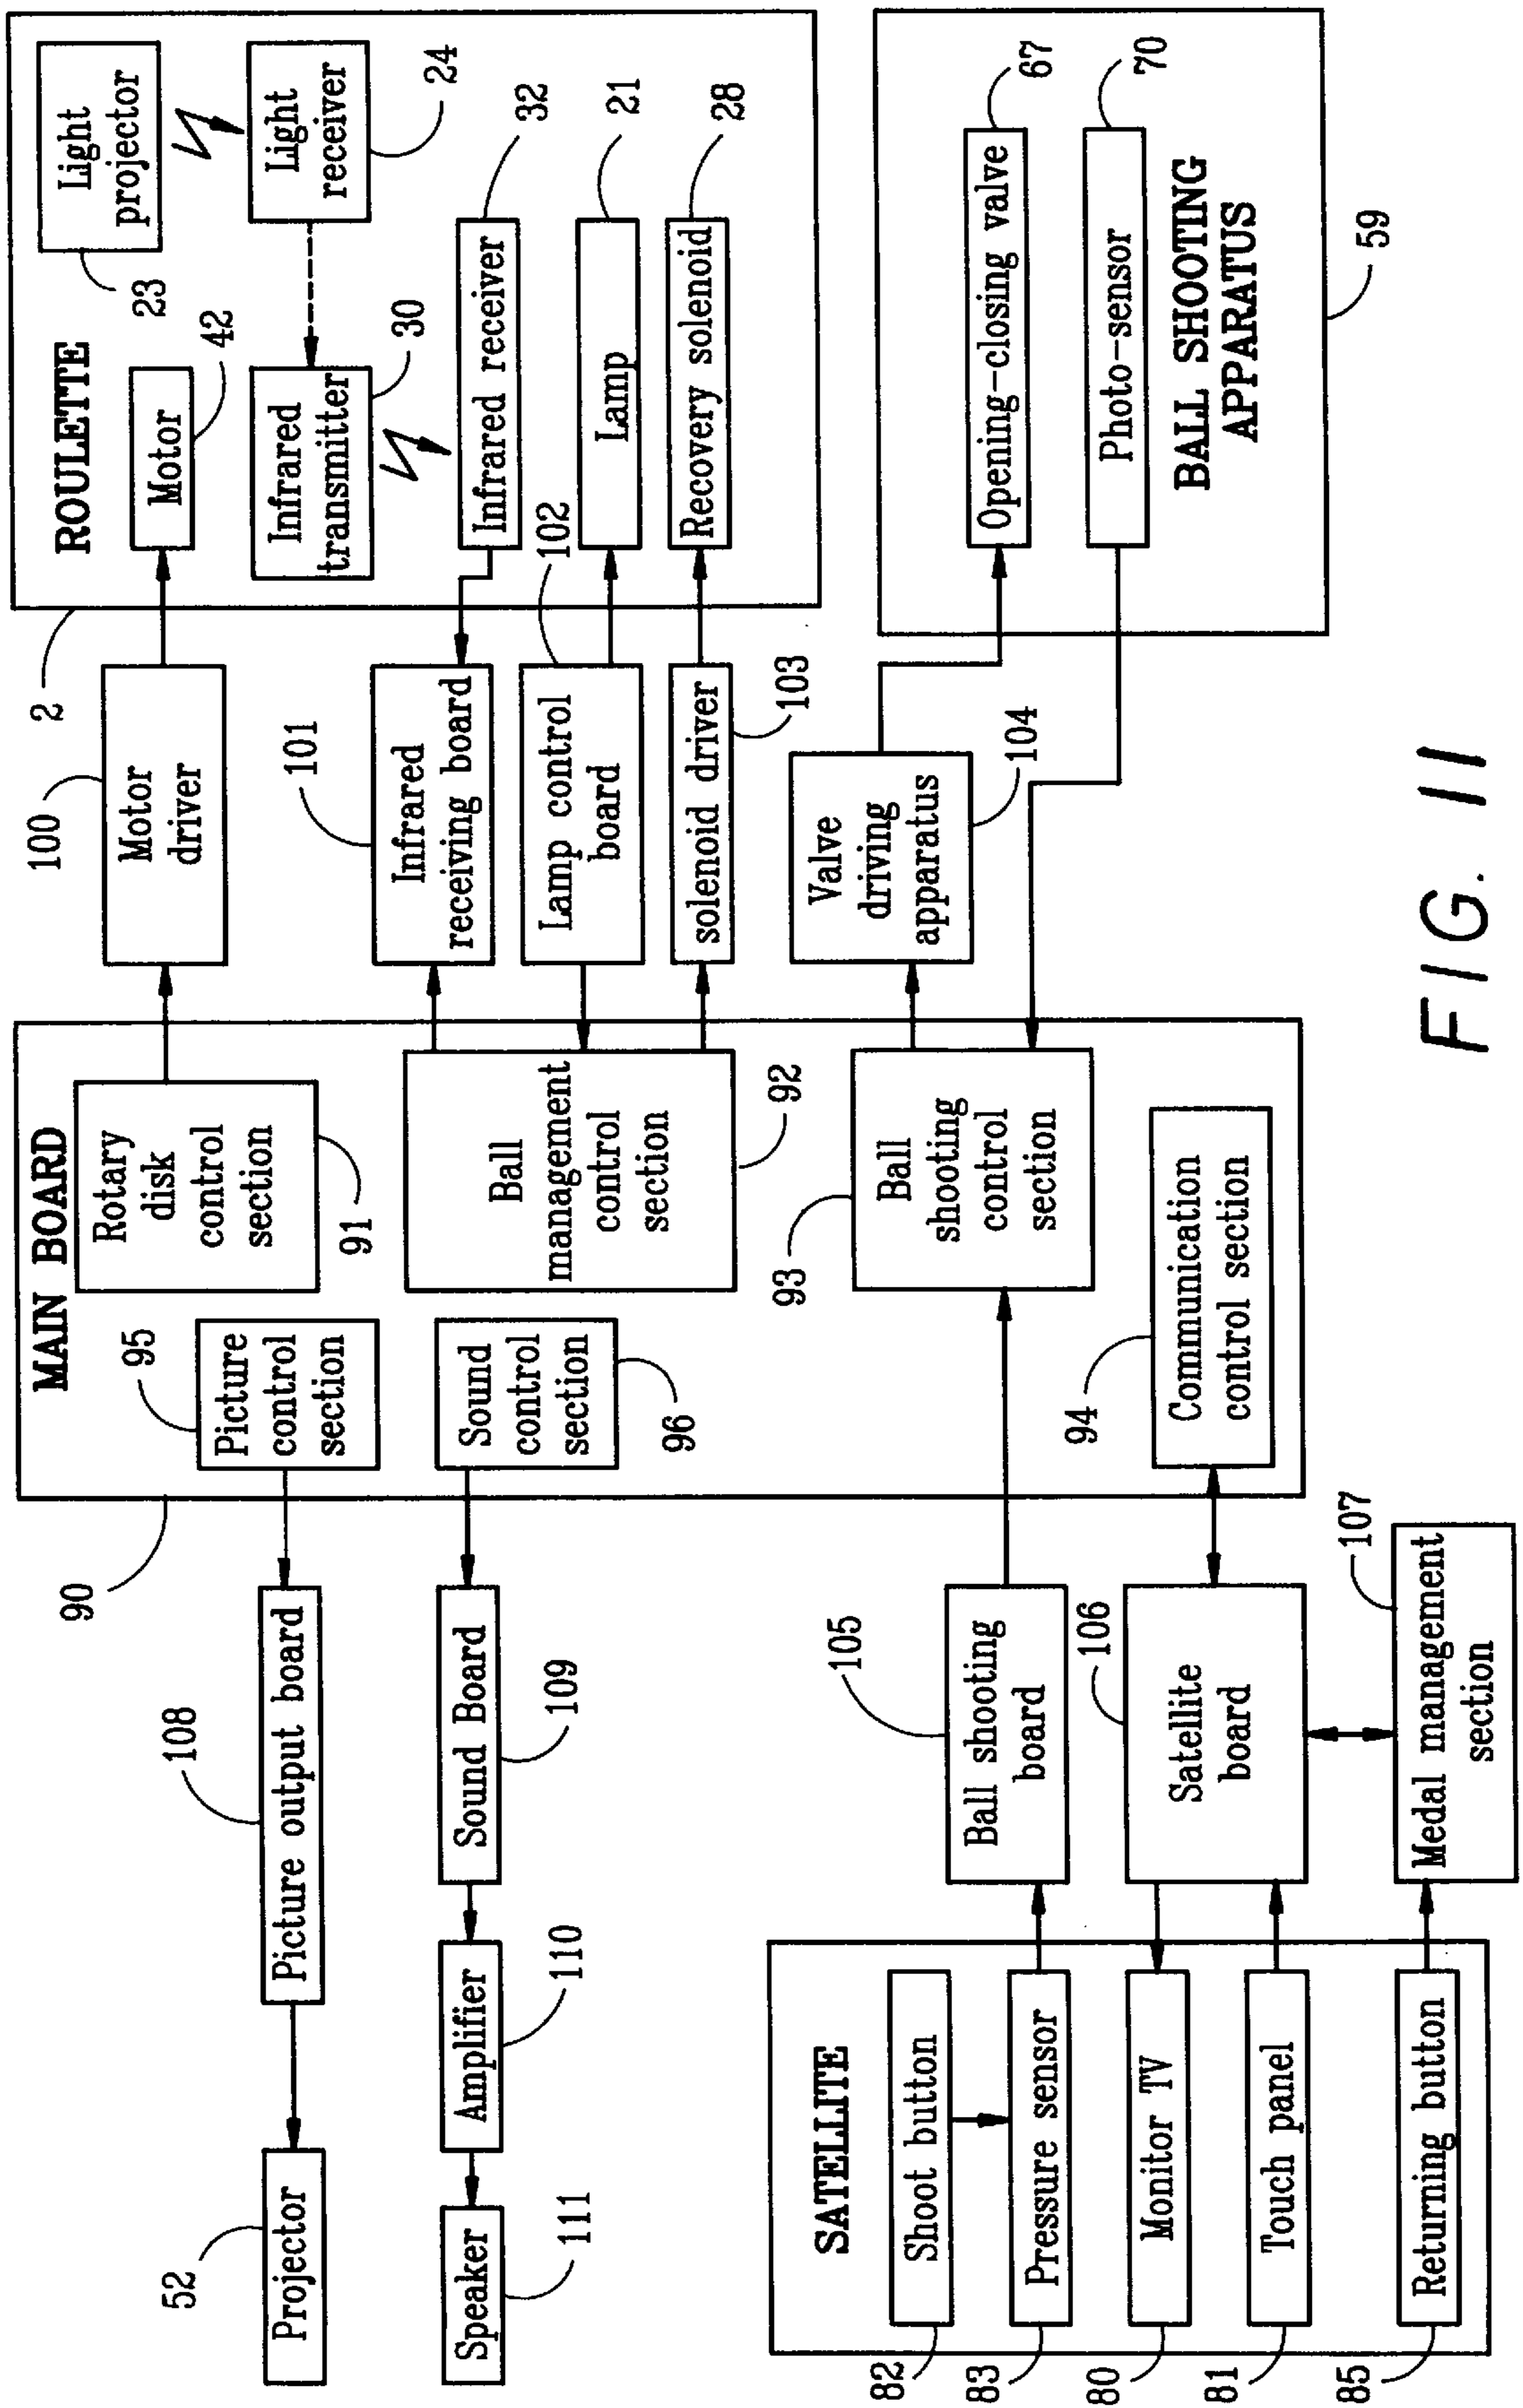 MAIN BOARD
90
Picture
control
section
95
Sound
control
section
96
Rotary
disk
control
section
91
Ball
management
control
section
92
Ball
shooting
control
section
93
Communication
control section
94
Picture output board
108
Projector
52
Sound Board
109
Amplifier
110
Speaker
111
Ball shooting
board
105
Satellite
board
106
Medal management
section
107
SATELLITE
Shoot button
82
Pressure sensor
83
Monitor TV
80
Touch panel
81
Returning button
85
Motor
driver
100
Infrared
receiving board
101
Lamp control
board
102
solenoid driver
103
Valve
driving
apparatus
104
ROULETTE
2
Motor
42
Light
projector
23
Light
receiver
24
Infrared
transmitter
30
Infrared receiver
32
Lamp
21
Recovery solenoid
28
Opening-closing valve
67
Photo-sensor
70
BALL SHOOTING
APPARATUS
59
FIG. 11